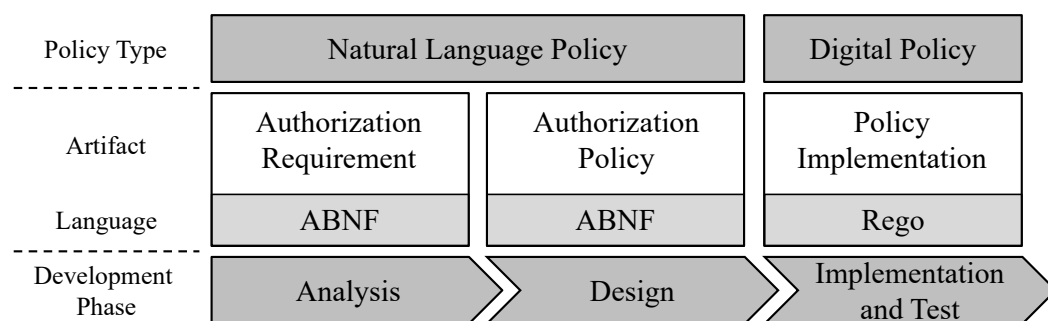 Policy Type
Natural Language Policy
Digital Policy
Artifact
Authorization
Requirement
Authorization
Policy
Policy
Implementation
Language
ABNF
ABNF
Rego
Development
Phase
Analysis
Design
Implementation
and Test